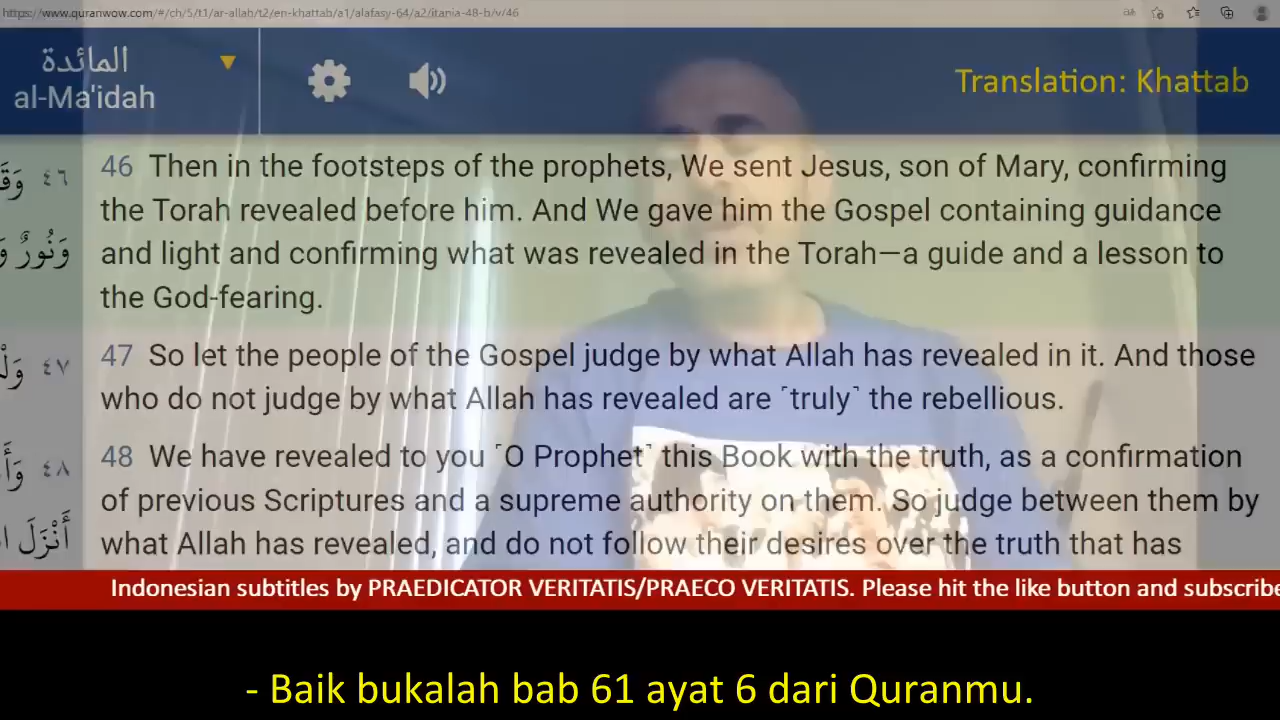 https://www.quranwow.com/#/ch/5/t1/ar-allah/t2/en-khattab/a1/alafasy-64/a2/itania-48-b/v/46
المائدة
al-Ma'idah
Translation: Khattab
46 Then in the footsteps of the prophets, We sent Jesus, son of Mary, confirming
the Torah revealed before him. And We gave him the Gospel containing guidance
and light and confirming what was revealed in the Torah—a guide and a lesson to
the God-fearing.
٤٦
47 So let the people of the Gospel judge by what Allah has revealed in it. And those
who do not judge by what Allah has revealed are ˹truly˺ the rebellious.
٤٧
48 We have revealed to you ˹O Prophet˺ this Book with the truth, as a confirmation
of previous Scriptures and a supreme authority on them. So judge between them by
what Allah has revealed, and do not follow their desires over the truth that has
٤٨
أَنْزَلَ
Indonesian subtitles by PRAEDICATOR VERITATIS/PRAECO VERITATIS. Please hit the like button and subscribe
- Baik bukalah bab 61 ayat 6 dari Quranmu.